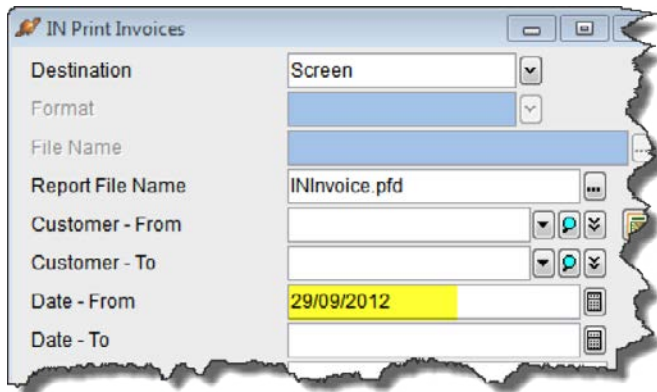 IN Print Invoices
Destination Screen
Format
File Name
Report File Name INInvoice.pfd
Customer - From
Customer - To
Date - From 29/09/2012
Date - To